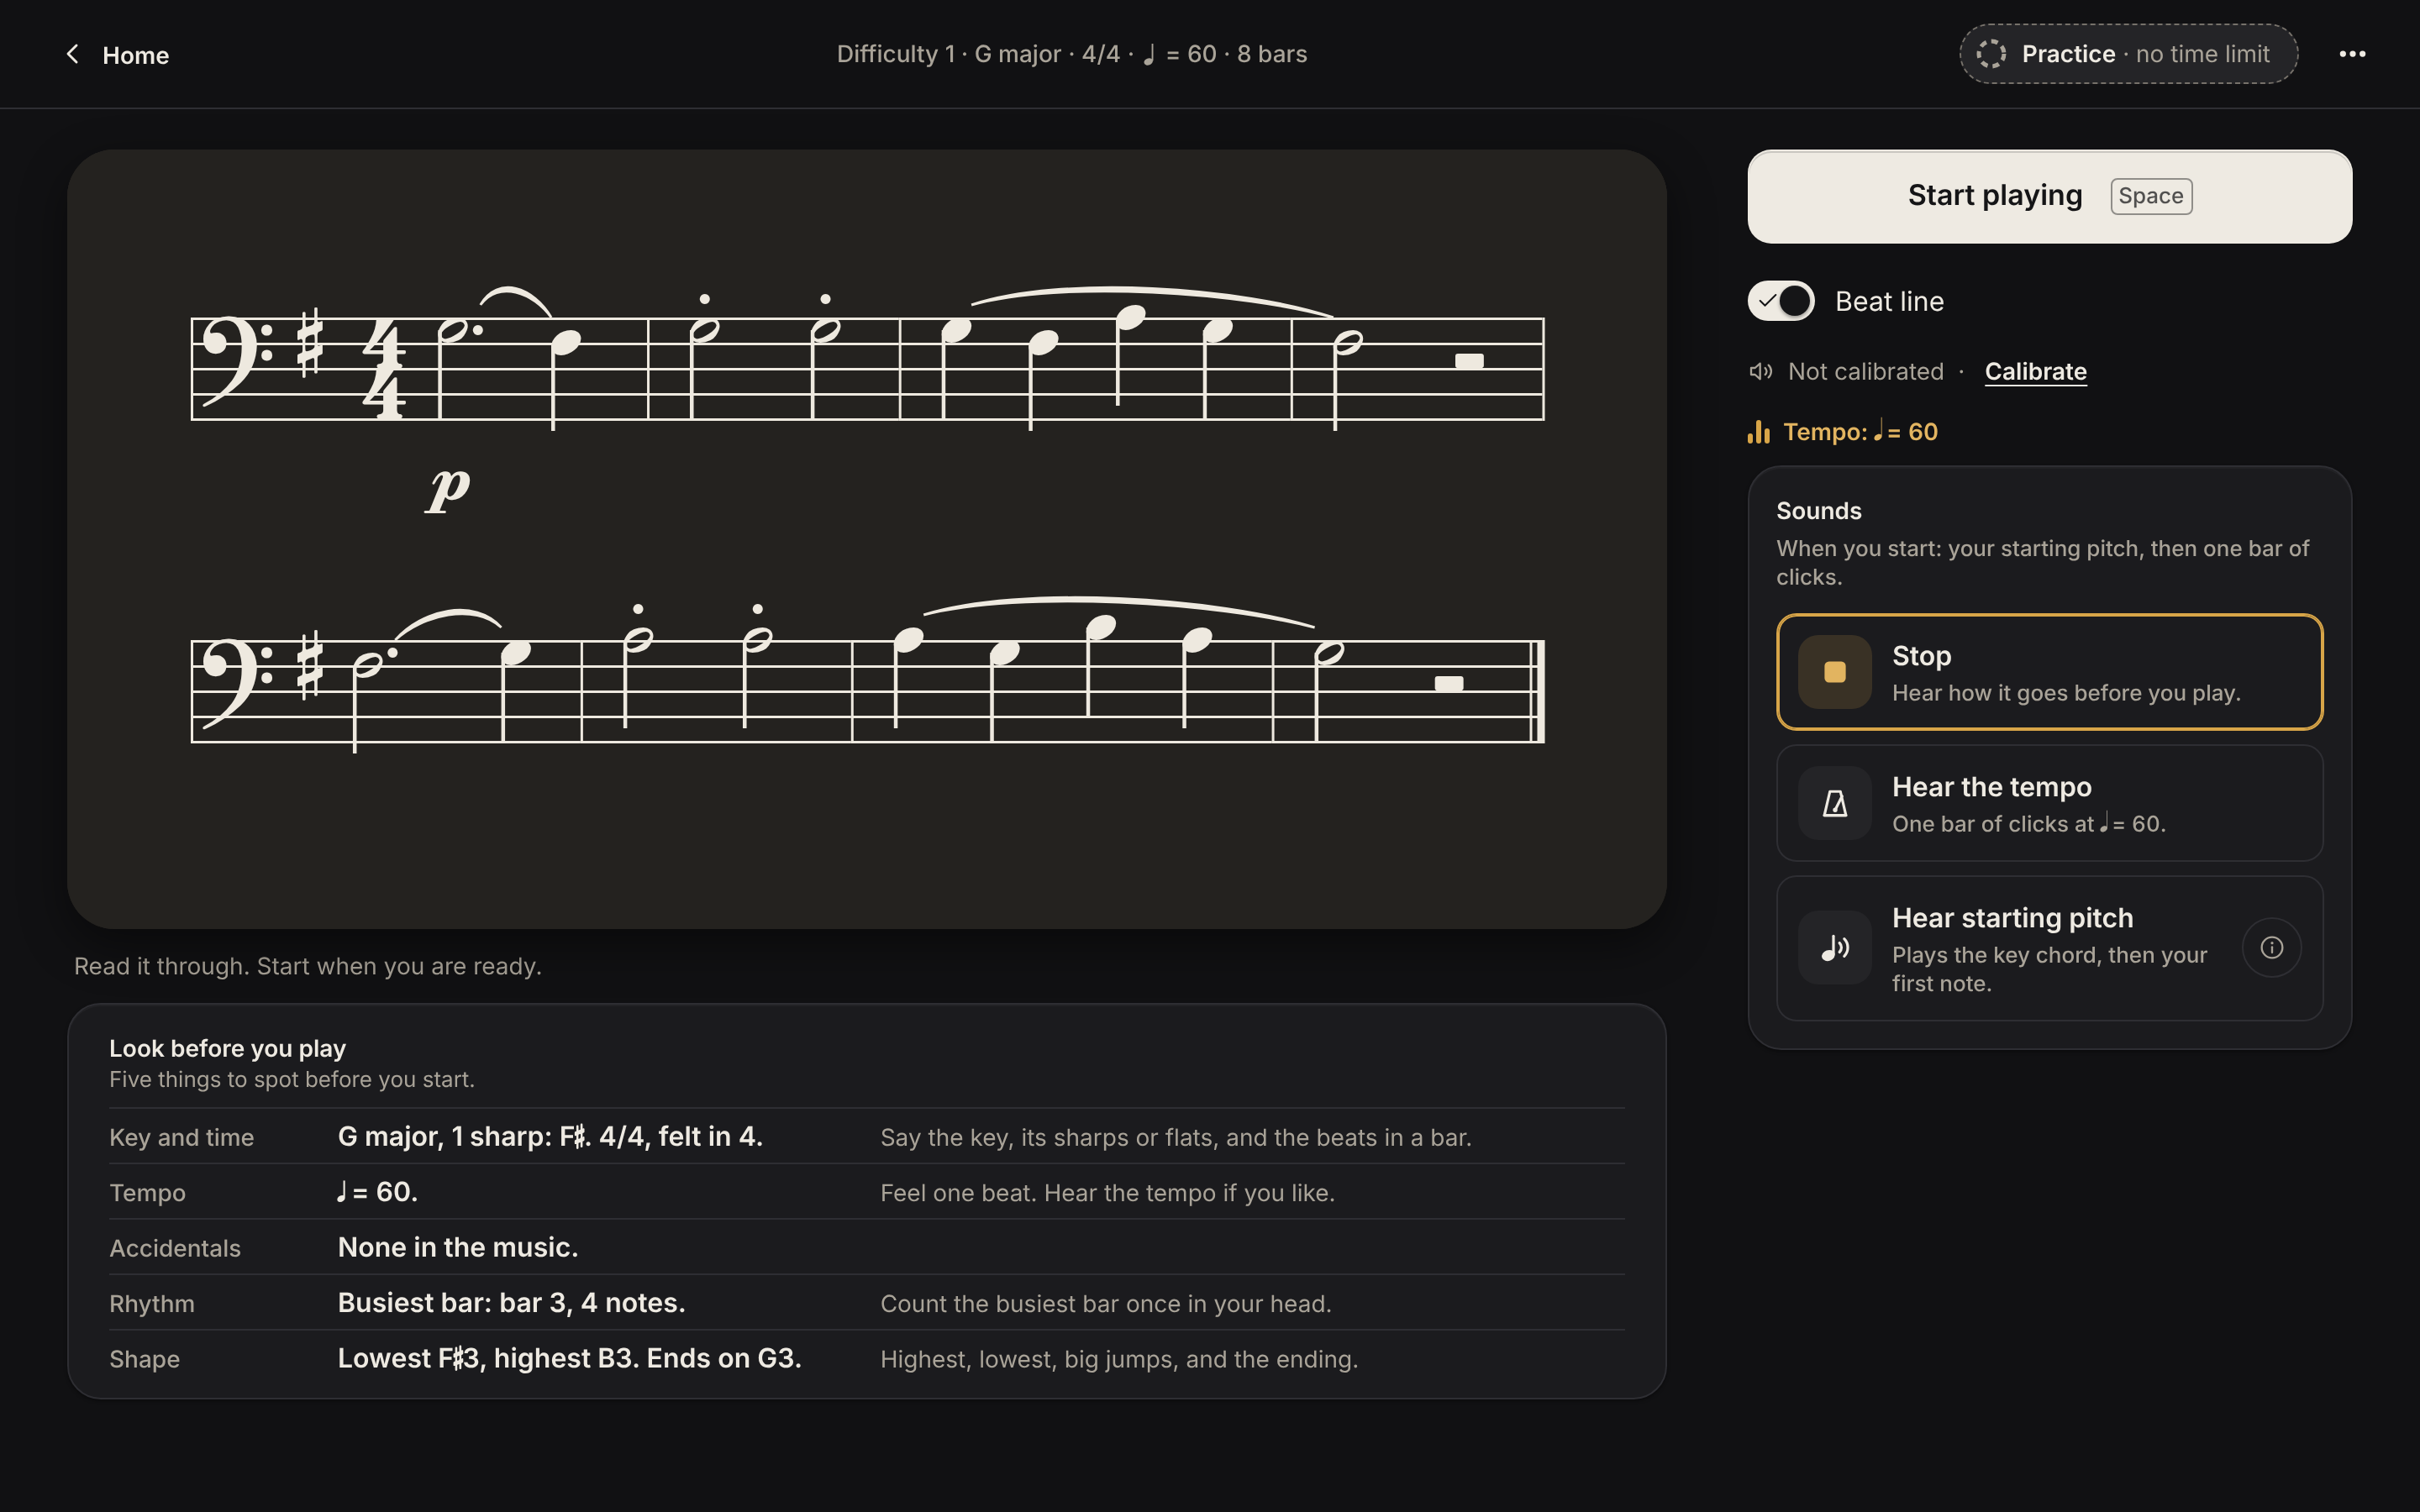 Home
Difficulty 1 · G major · 4/4 · ♩ = 60 · 8 bars
Practice · no time limit
Start playing Space
Beat line
Not calibrated · Calibrate
Tempo: ♩ = 60
Sounds
When you start: your starting pitch, then one bar of
clicks.
Stop
Hear how it goes before you play.
Hear the tempo
One bar of clicks at ♩ = 60.
Hear starting pitch
Plays the key chord, then your
first note.
4
4
p
Read it through. Start when you are ready.
Look before you play
Five things to spot before you start.
Key and time G major, 1 sharp: F♯. 4/4, felt in 4. Say the key, its sharps or flats, and the beats in a bar.
Tempo ♩ = 60. Feel one beat. Hear the tempo if you like.
Accidentals None in the music.
Rhythm Busiest bar: bar 3, 4 notes. Count the busiest bar once in your head.
Shape Lowest F♯3, highest B3. Ends on G3. Highest, lowest, big jumps, and the ending.